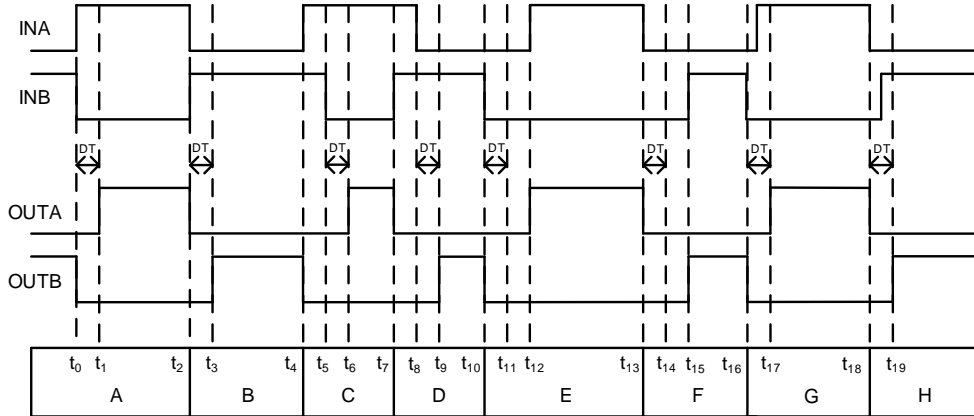 INA
INB
DT DT DT DT DT DT DT DT
OUTA
OUTB
t0 t1 t2 t3 t4 t5 t6 t7 t8 t9 t10 t11 t12 t13 t14 t15 t16 t17 t18 t19
A B C D E F G H